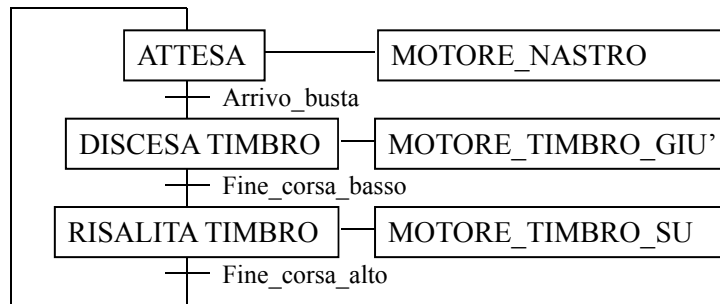 ATTESA MOTORE_NASTRO
Arrivo_busta
DISCESA TIMBRO MOTORE_TIMBRO_GIU’
Fine_corsa_basso
RISALITA TIMBRO MOTORE_TIMBRO_SU
Fine_corsa_alto